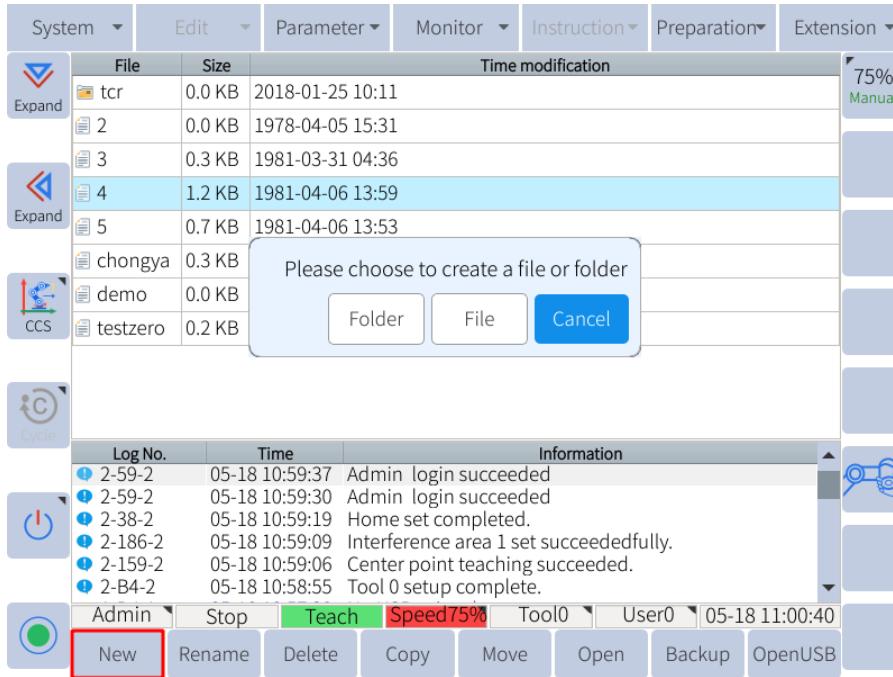 System Edit Parameter Monitor Instruction Preparation Extension
File Size Time modification
tcr 0.0 KB 2018-01-25 10:11
2 0.0 KB 1978-04-05 15:31
3 0.3 KB 1981-03-31 04:36
4 1.2 KB 1981-04-06 13:59
5 0.7 KB 1981-04-06 13:53
chongya 0.3 KB
demo 0.0 KB
testzero 0.2 KB
Expand
Expand
CCS
Cycle
75%
Manua
Please choose to create a file or folder
Folder File Cancel
Log No. Time Information
2-59-2 05-18 10:59:37 Admin login succeeded
2-59-2 05-18 10:59:30 Admin login succeeded
2-38-2 05-18 10:59:19 Home set completed.
2-186-2 05-18 10:59:09 Interference area 1 set succeededfully.
2-159-2 05-18 10:59:06 Center point teaching succeeded.
2-B4-2 05-18 10:58:55 Tool 0 setup complete.
Admin Stop Teach Speed75% Tool0 User0 05-18 11:00:40
New Rename Delete Copy Move Open Backup OpenUSB